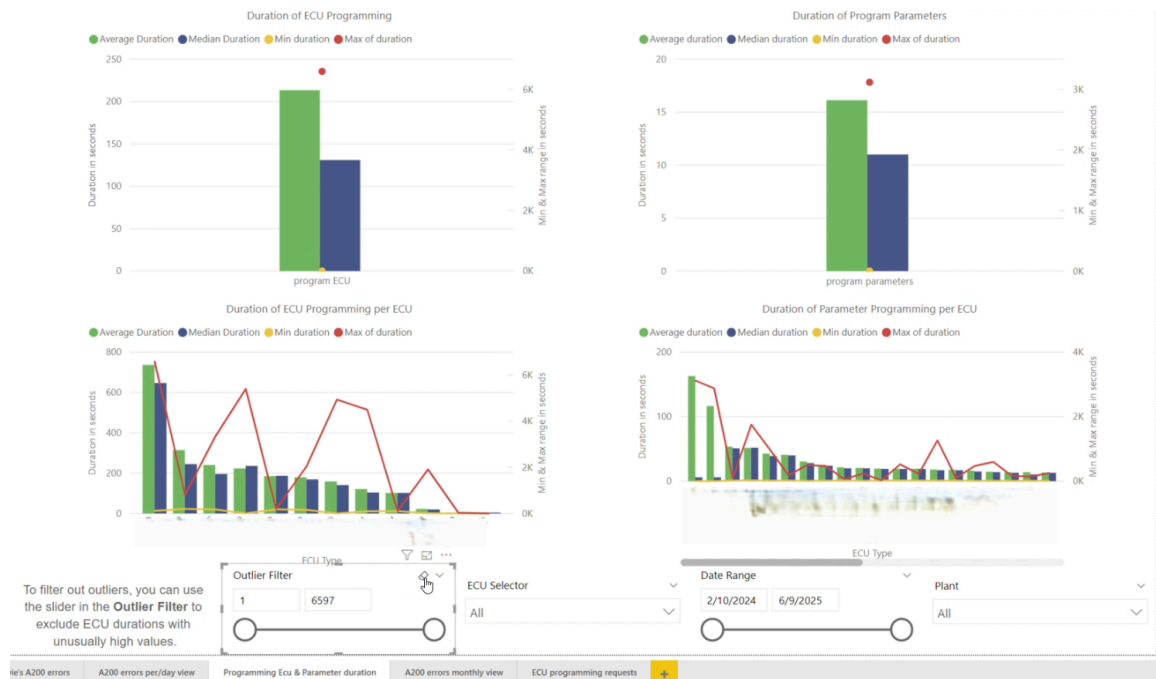 Duration of ECU Programming
Average Duration Median Duration Min duration Max of duration
250
200
150
100
50
0
Duration in seconds
6K
4K
2K
0K
Min & Max range in seconds
program ECU
Duration of Program Parameters
Average duration Median Duration Min duration Max of duration
20
15
10
5
0
Duration in seconds
3K
2K
1K
0K
Min & Max range in seconds
program parameters
Duration of ECU Programming per ECU
Average Duration Median Duration Min duration Max of duration
800
600
400
200
0
Duration in seconds
6K
4K
2K
0K
Min & Max range in seconds
ECU Type
Duration of Parameter Programming per ECU
Average duration Median Duration Min duration Max of duration
200
100
0
Duration in seconds
4K
2K
0K
Min & Max range in seconds
ECU Type
To filter out outliers, you can use
the slider in the Outlier Filter to
exclude ECU durations with
unusually high values.
Outlier Filter
1 6597
ECU Selector
All
Date Range
2/10/2024 6/9/2025
Plant
All
A200 errors
A200 errors per/day view
Programming Ecu & Parameter duration
A200 errors monthly view
ECU programming requests
+